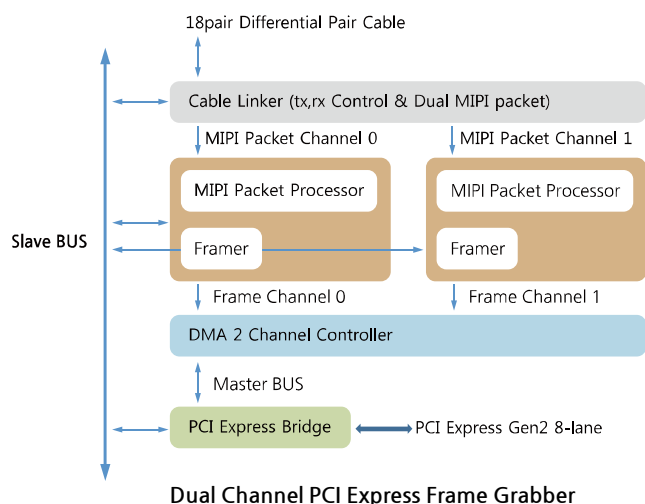 18pair Differential Pair Cable
Cable Linker (tx,rx Control & Dual MIPI packet)
MIPI Packet Channel 0
MIPI Packet Channel 1
MIPI Packet Processor
MIPI Packet Processor
Slave BUS
Framer
Framer
Frame Channel 0
Frame Channel 1
DMA 2 Channel Controller
Master BUS
PCI Express Bridge
PCI Express Gen2 8-lane
Dual Channel PCI Express Frame Grabber